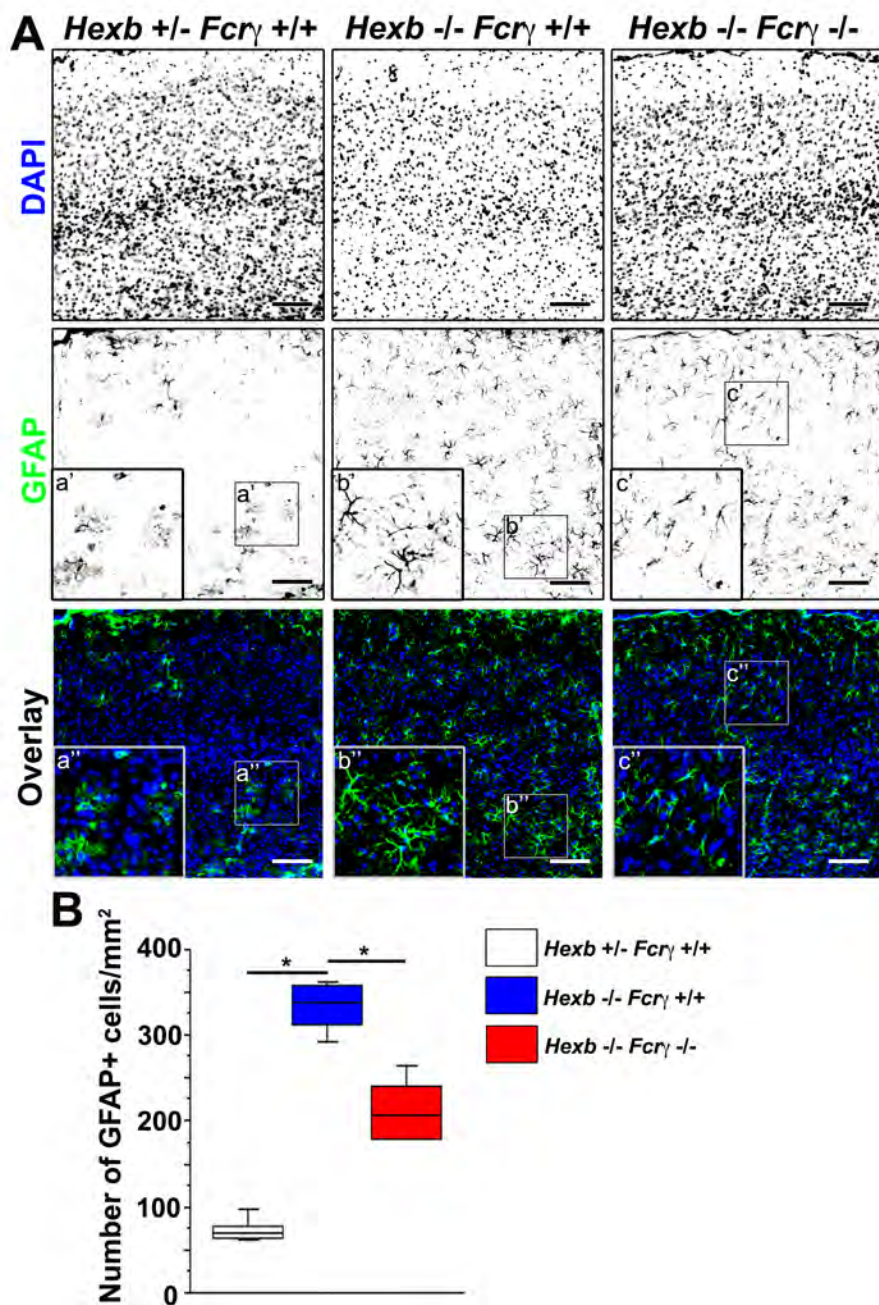 A
Hexb +/- Fcrγ +/+ Hexb -/- Fcrγ +/+ Hexb -/- Fcrγ -/-
DAPI
GFAP
a' a'
b' b'
c' c'
Overlay
a'' a''
b'' b''
c'' c''
B
Number of GFAP+ cells/mm²
400
300
200
100
0
* *
Hexb +/- Fcrγ +/+
Hexb -/- Fcrγ +/+
Hexb -/- Fcrγ -/-